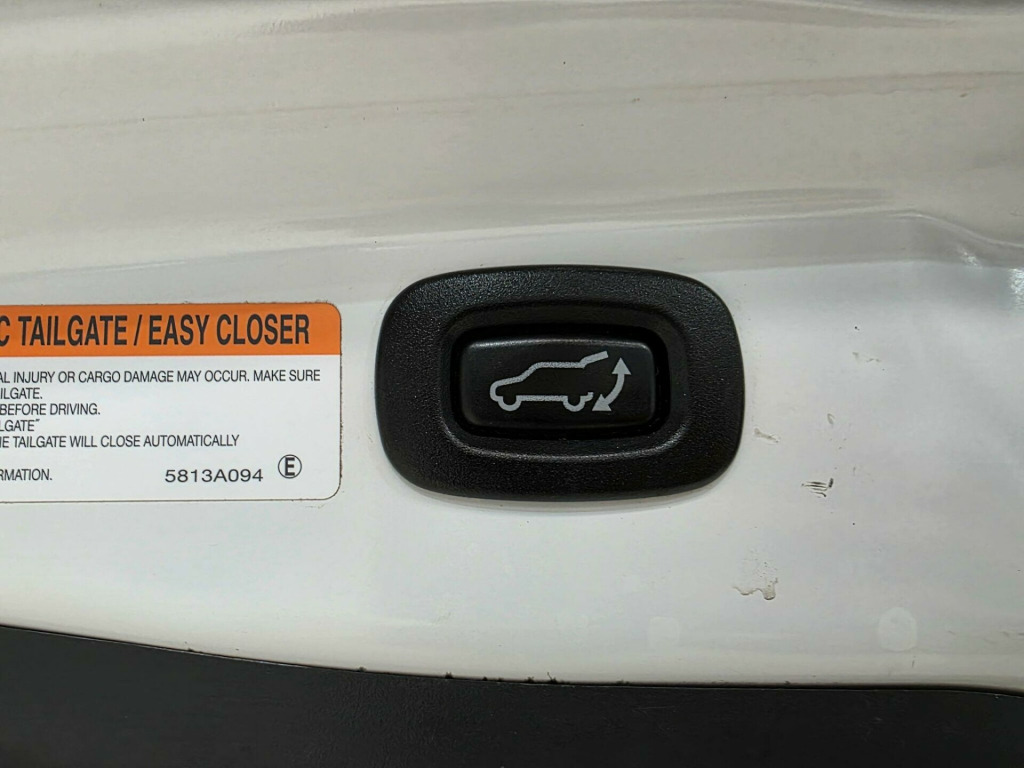 C TAILGATE / EASY CLOSER
AL INJURY OR CARGO DAMAGE MAY OCCUR. MAKE SURE
ILGATE.
BEFORE DRIVING.
LGATE"
E TAILGATE WILL CLOSE AUTOMATICALLY
RMATION. 5813A094 E